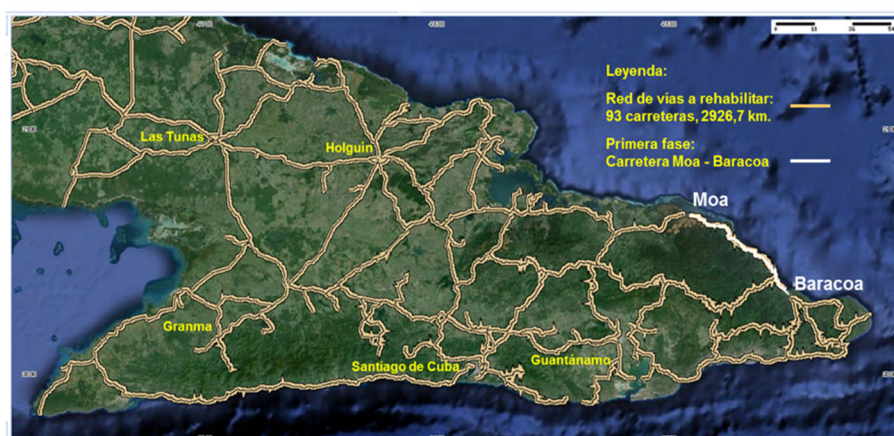 Leyenda:
Red de vías a rehabilitar:
93 carreteras, 2926,7 km.
Primera fase:
Carretera Moa - Baracoa
Las Tunas
Holguín
Moa
Baracoa
Granma
Santiago de Cuba
Guantánamo